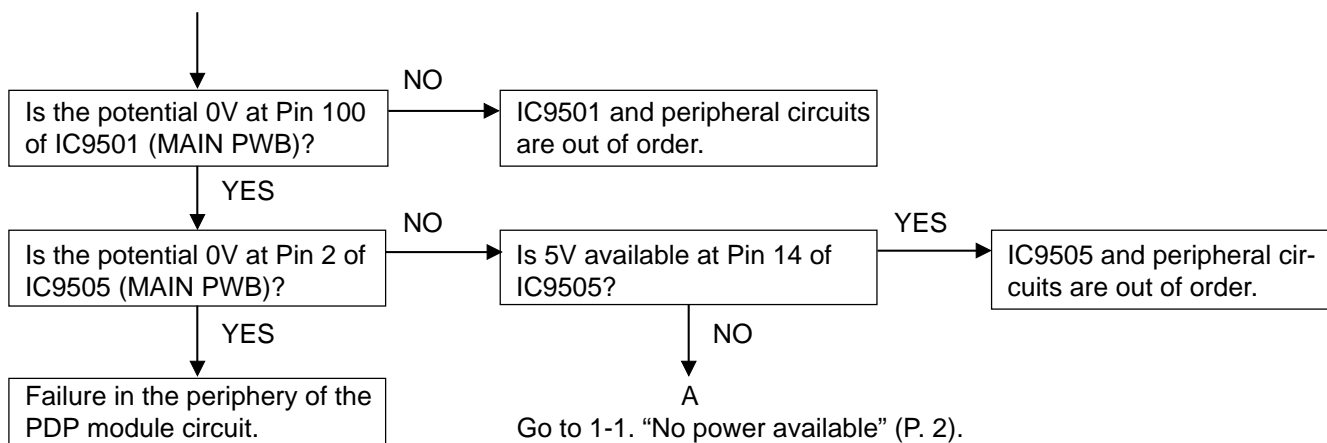 NO
Is the potential 0V at Pin 100
of IC9501 (MAIN PWB)?
IC9501 and peripheral circuits
are out of order.
YES
NO
YES
Is the potential 0V at Pin 2 of
IC9505 (MAIN PWB)?
Is 5V available at Pin 14 of
IC9505?
IC9505 and peripheral cir-
cuits are out of order.
YES
NO
Failure in the periphery of the
PDP module circuit.
A
Go to 1-1. “No power available” (P. 2).